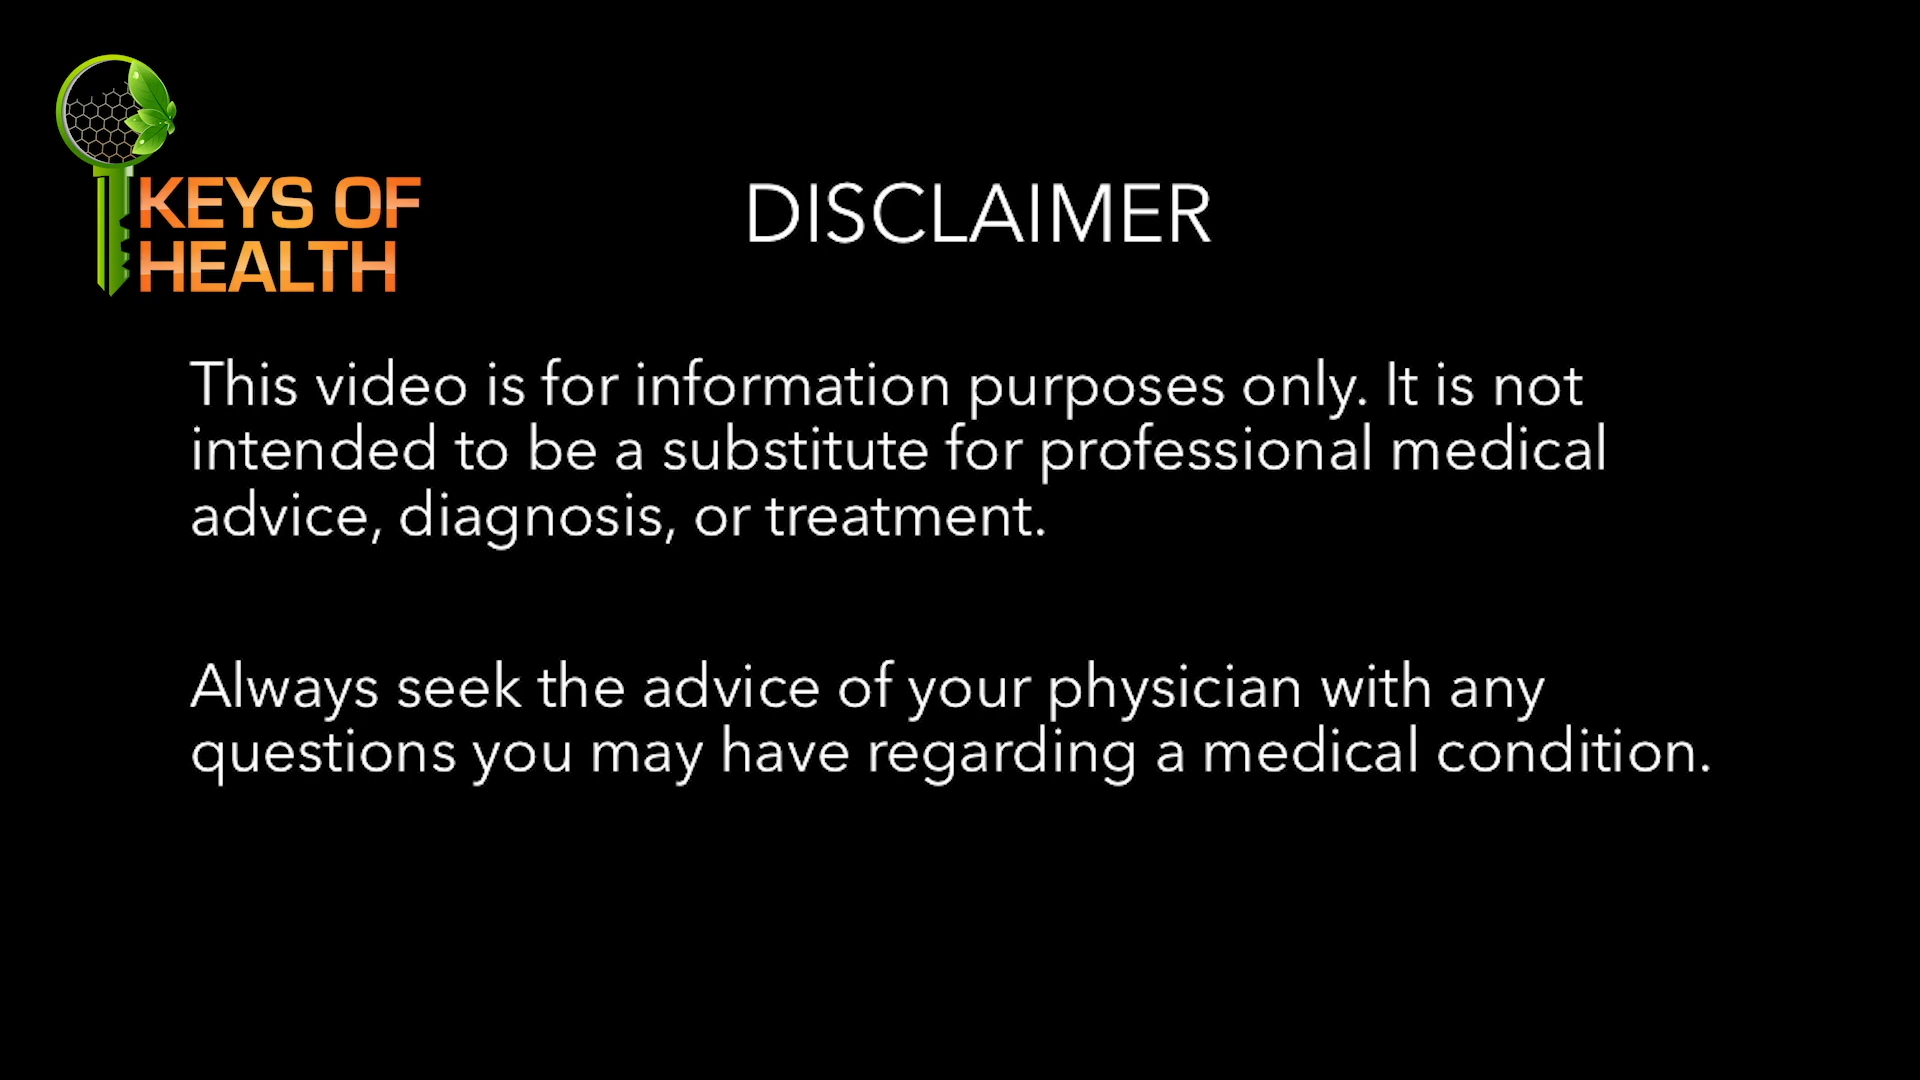 KEYS OF
HEALTH
DISCLAIMER
This video is for information purposes only. It is not
intended to be a substitute for professional medical
advice, diagnosis, or treatment.
Always seek the advice of your physician with any
questions you may have regarding a medical condition.